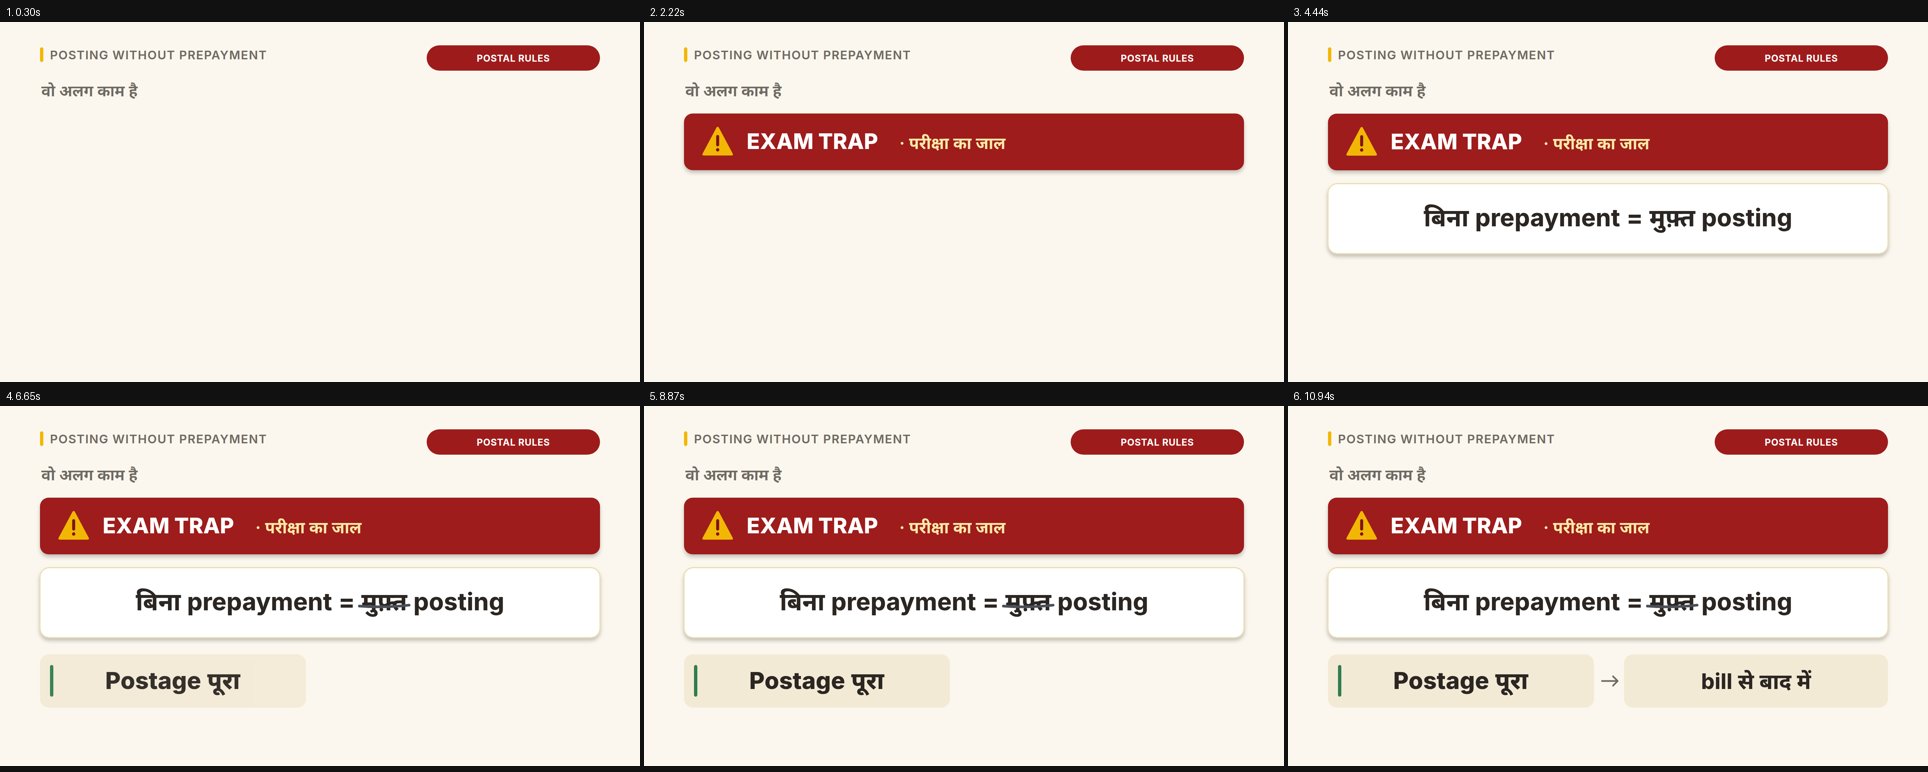 1. 0.30s
POSTING WITHOUT PREPAYMENT
POSTAL RULES
वो अलग काम है
2. 2.22s
POSTING WITHOUT PREPAYMENT
POSTAL RULES
वो अलग काम है
EXAM TRAP · परीक्षा का जाल
3. 4.44s
POSTING WITHOUT PREPAYMENT
POSTAL RULES
वो अलग काम है
EXAM TRAP · परीक्षा का जाल
बिना prepayment = मुफ़्त posting
4. 6.65s
POSTING WITHOUT PREPAYMENT
POSTAL RULES
वो अलग काम है
EXAM TRAP · परीक्षा का जाल
बिना prepayment = मुफ़्त posting
Postage पूरा
5. 8.87s
POSTING WITHOUT PREPAYMENT
POSTAL RULES
वो अलग काम है
EXAM TRAP · परीक्षा का जाल
बिना prepayment = मुफ़्त posting
Postage पूरा
6. 10.94s
POSTING WITHOUT PREPAYMENT
POSTAL RULES
वो अलग काम है
EXAM TRAP · परीक्षा का जाल
बिना prepayment = मुफ़्त posting
Postage पूरा → bill से बाद में